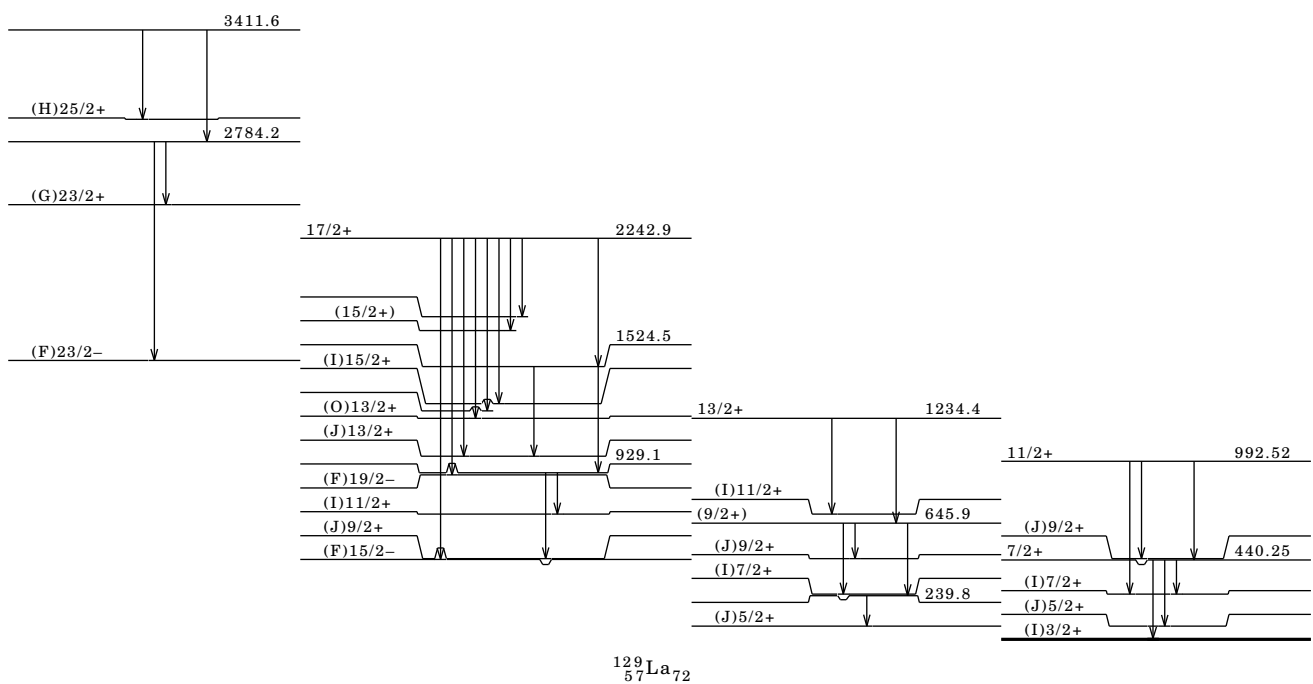 3411.6
(H)25/2+
2784.2
(G)23/2+
(F)23/2−
17/2+ 2242.9
(15/2+)
1524.5
(I)15/2+
(O)13/2+
(J)13/2+
929.1
(F)19/2−
(I)11/2+
(J)9/2+
(F)15/2−
13/2+ 1234.4
(I)11/2+
(9/2+) 645.9
(J)9/2+
(I)7/2+
239.8
(J)5/2+
11/2+ 992.52
(J)9/2+
7/2+ 440.25
(I)7/2+
(J)5/2+
(I)3/2+
129
57La72